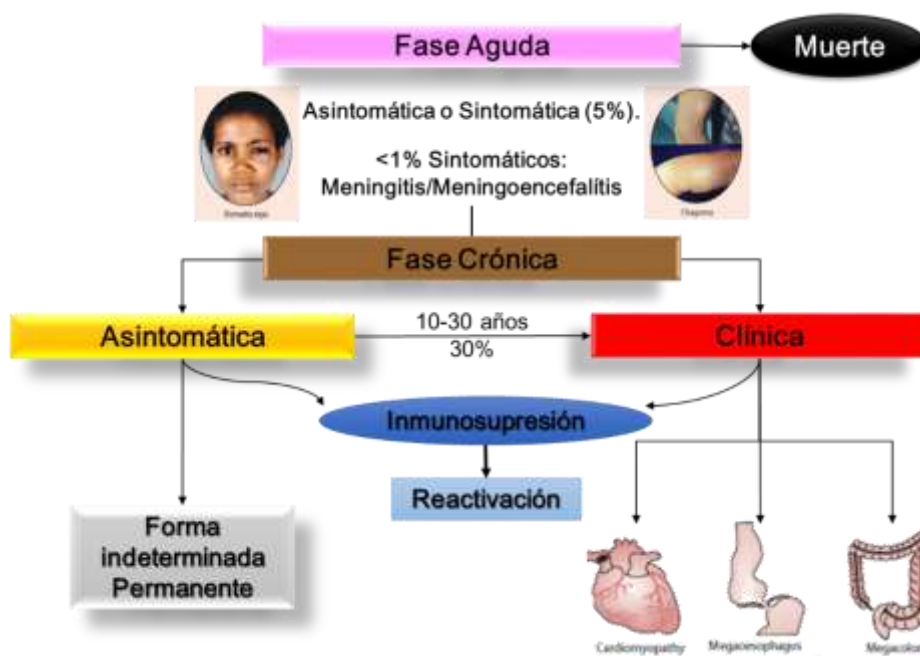 Fase Aguda
Muerte
Asintomática o Sintomática (5%).
<1% Sintomáticos:
Meningitis/Meningoencefalítis
Fase Crónica
Asintomática
10-30 años
30%
Clínica
Inmunosupresión
Reactivación
Forma
indeterminada
Permanente
Cardiomyopathy
Megaoesophagus